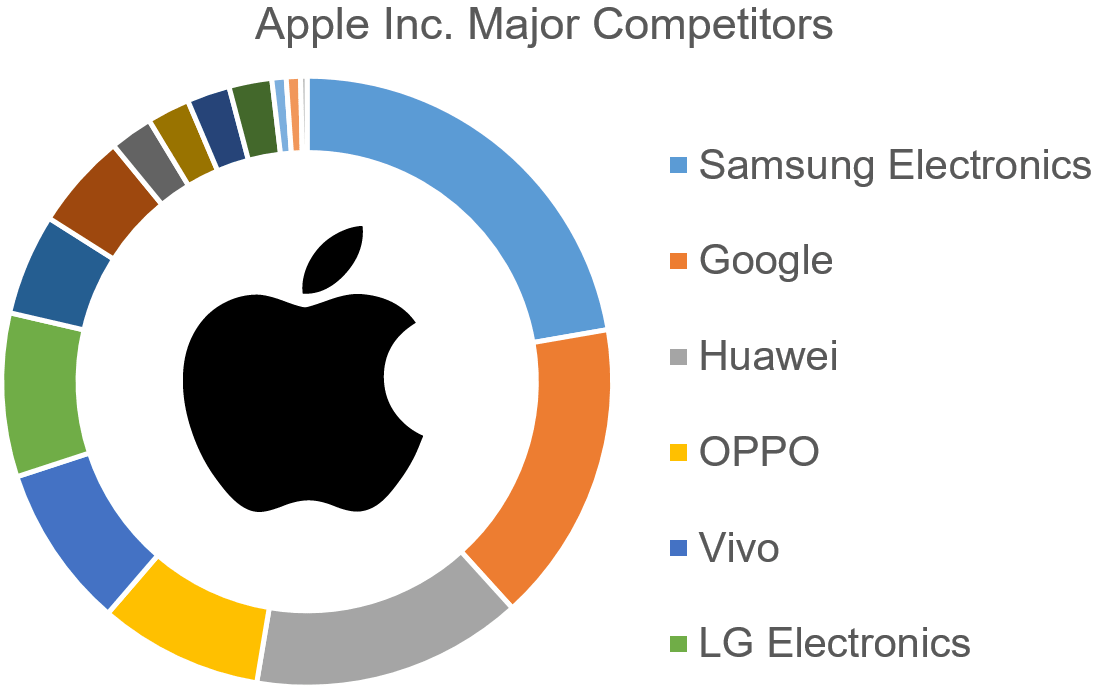 Apple Inc. Major Competitors
Samsung Electronics
Google
Huawei
OPPO
Vivo
LG Electronics